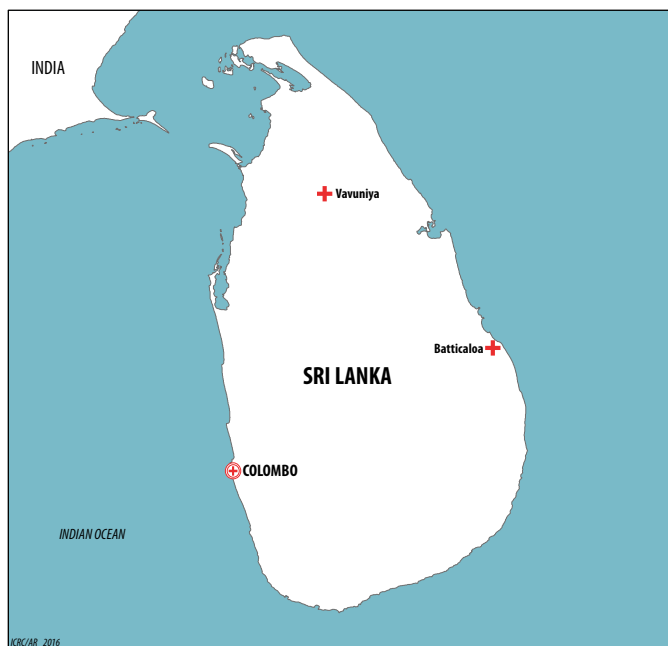 INDIA
Vavuniya
Batticaloa
SRI LANKA
COLOMBO
INDIAN OCEAN
ICRC/AR 2016